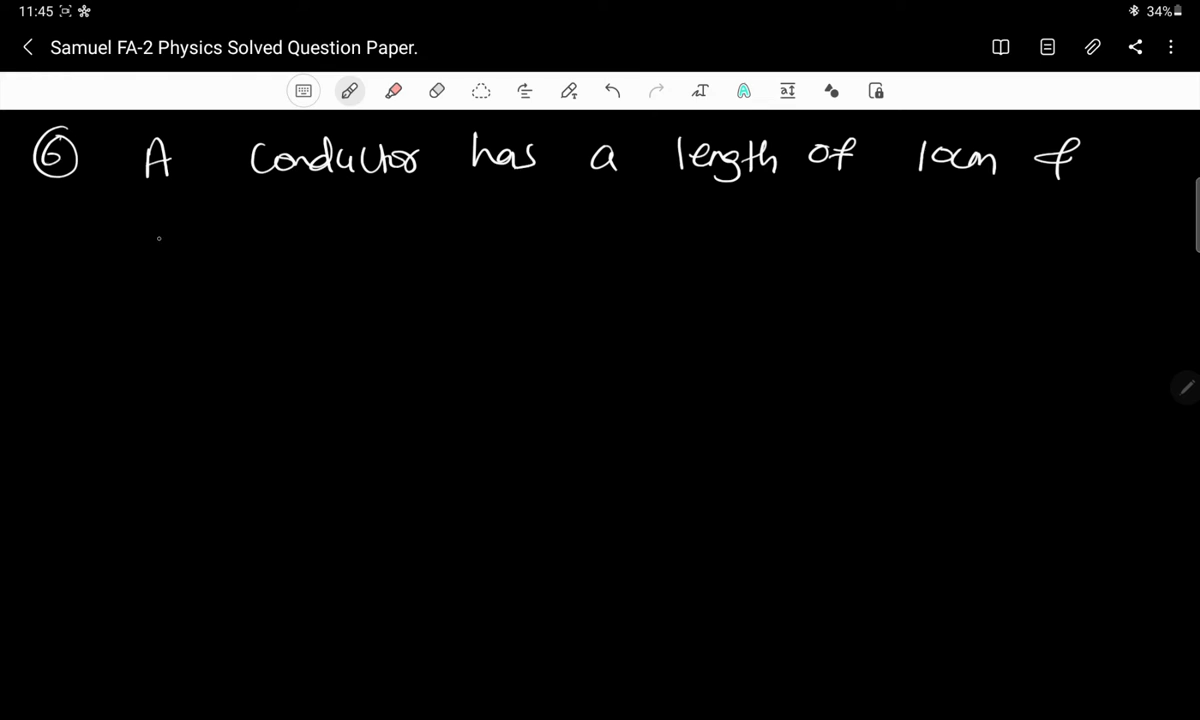 11:45 34%
Samuel FA-2 Physics Solved Question Paper.
⑥ A conductor has a length of 10cm &